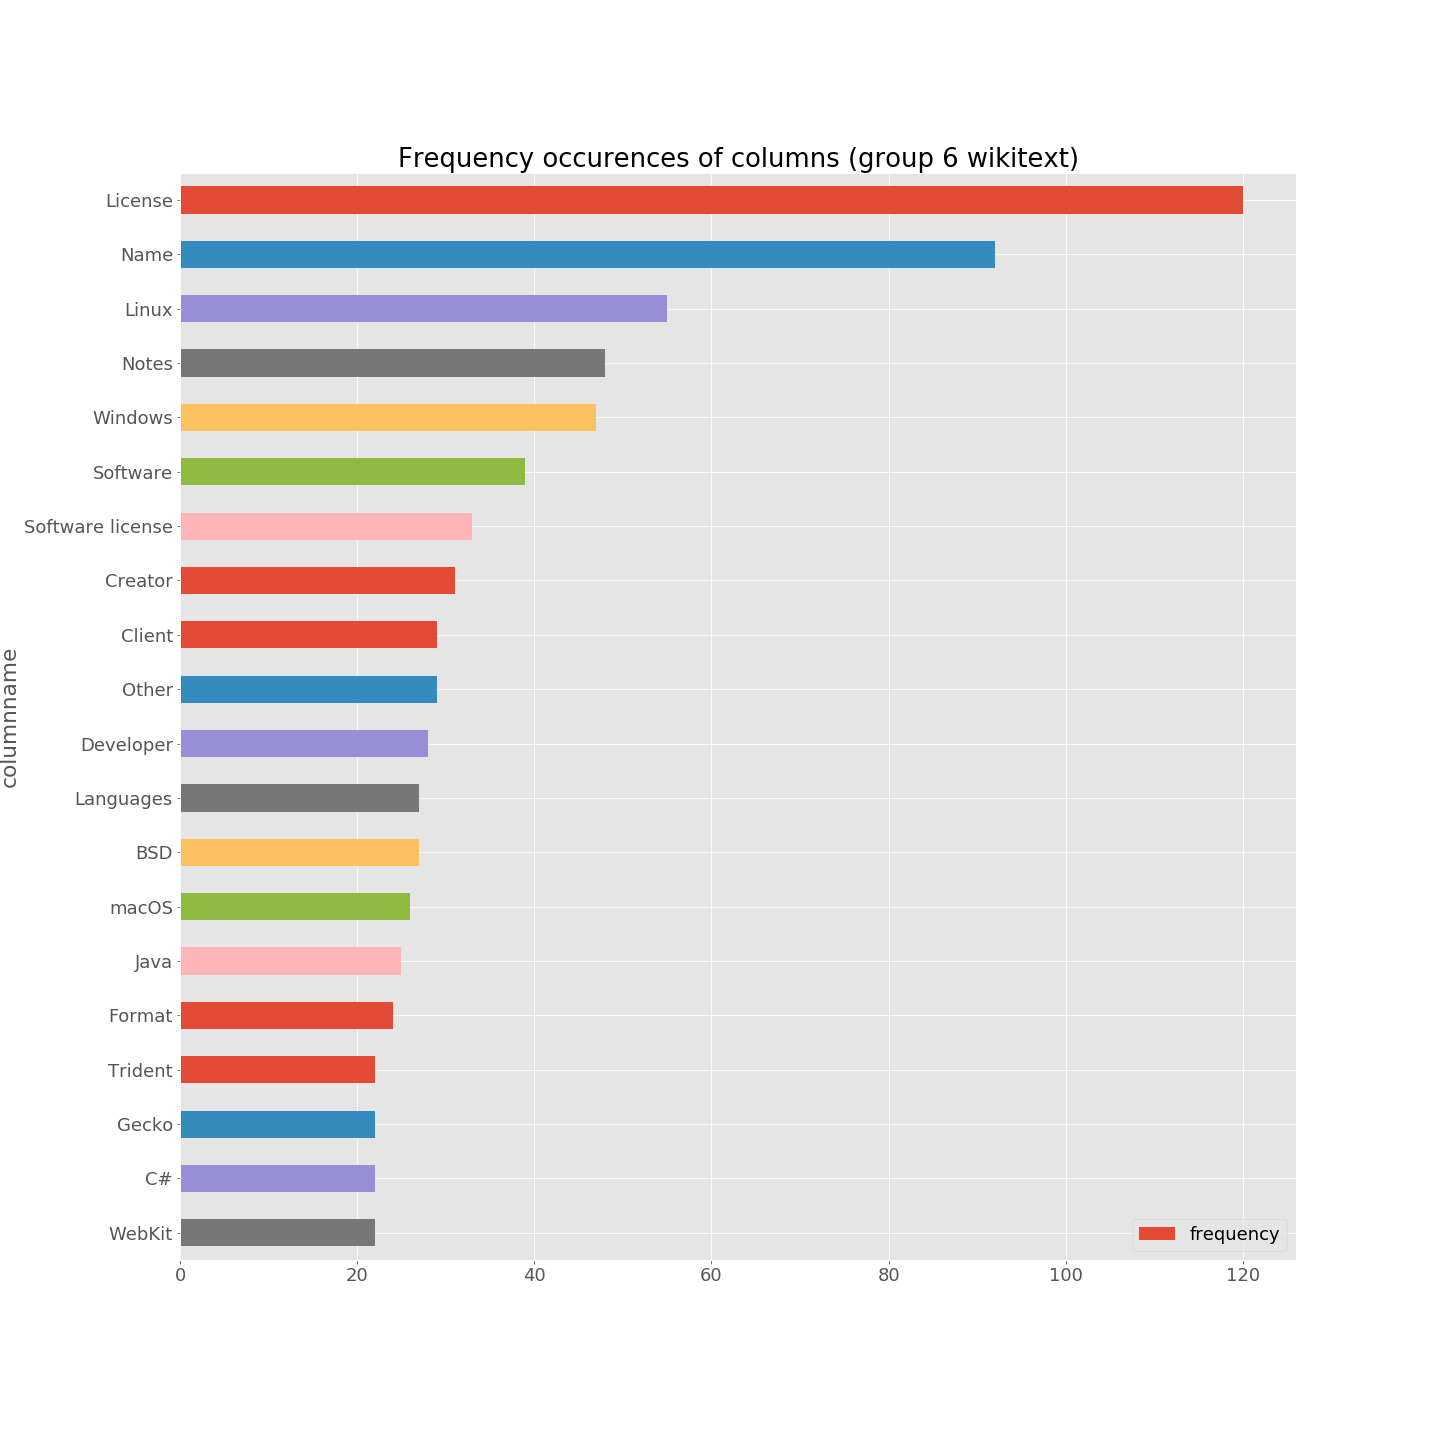 Frequency occurences of columns (group 6 wikitext)
License
Name
Linux
Notes
Windows
Software
Software license
Creator
Client
Other
Developer
Languages
BSD
macOS
Java
Format
Trident
Gecko
C#
WebKit
columnname
frequency
0 20 40 60 80 100 120